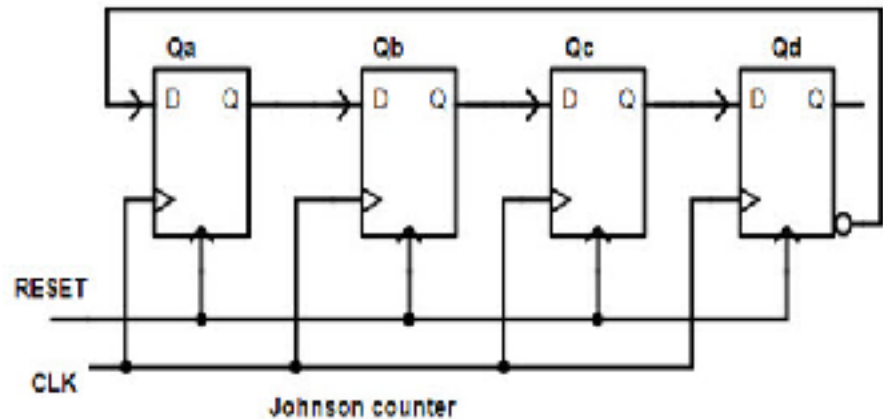 Qa Qb Qc Qd
D Q D Q D Q D Q
RESET
CLK
Johnson counter